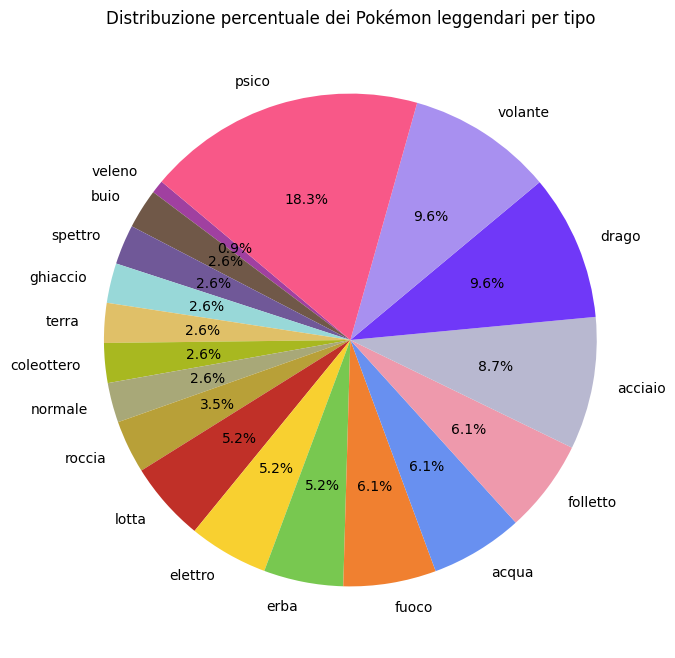 Distribuzione percentuale dei Pokémon leggendari per tipo
psico
18.3%
volante
9.6%
drago
9.6%
acciaio
8.7%
folletto
6.1%
acqua
6.1%
fuoco
6.1%
erba
5.2%
elettro
5.2%
lotta
5.2%
roccia
3.5%
normale
2.6%
coleottero
2.6%
terra
2.6%
ghiaccio
2.6%
spettro
2.6%
buio
2.6%
veleno
0.9%